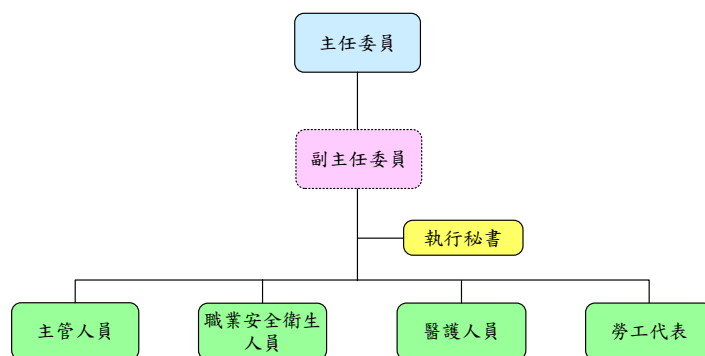 主任委員
副主任委員
執行秘書
主管人員
職業安全衛生
人員
醫護人員
勞工代表